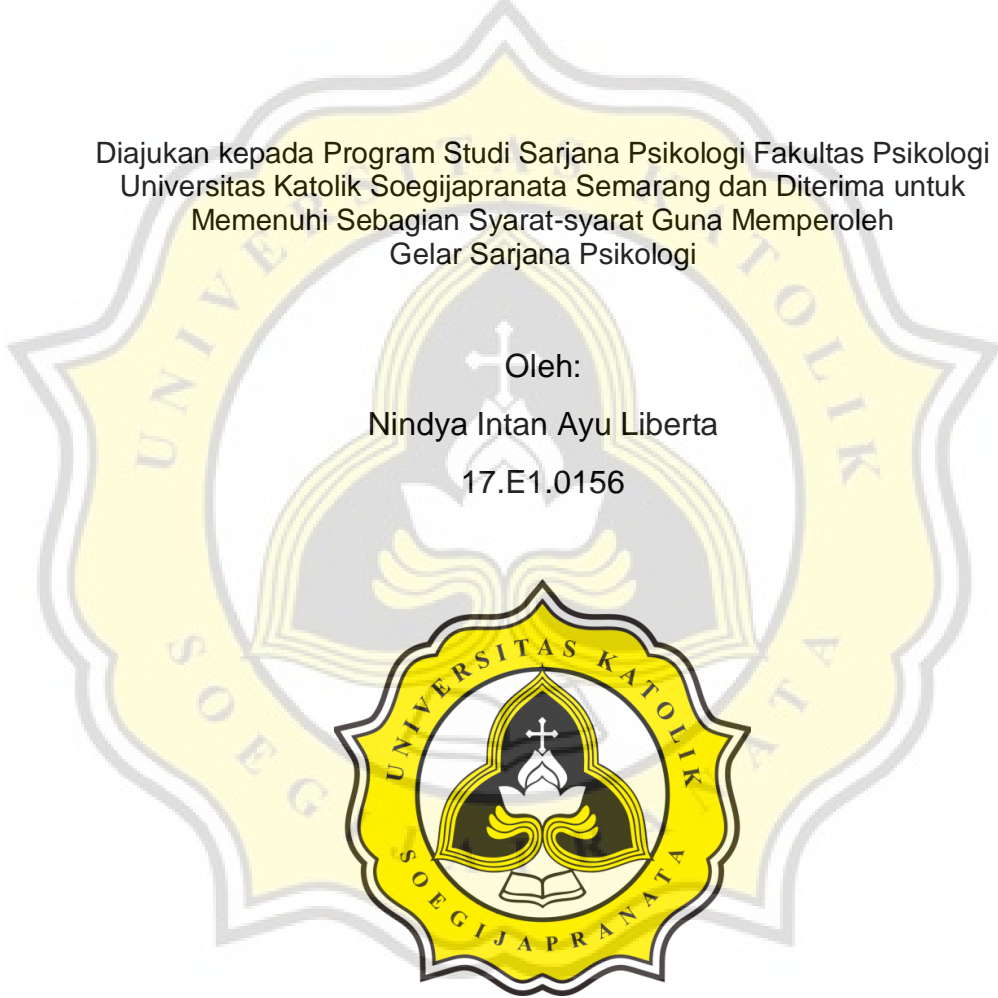 Diajukan kepada Program Studi Sarjana Psikologi Fakultas Psikologi
Universitas Katolik Soegijapranata Semarang dan Diterima untuk
Memenuhi Sebagian Syarat-syarat Guna Memperoleh
Gelar Sarjana Psikologi
Oleh:
Nindya Intan Ayu Liberta
17.E1.0156
UNIVERSITAS KATOLIK
SOEGIJAPRANATA